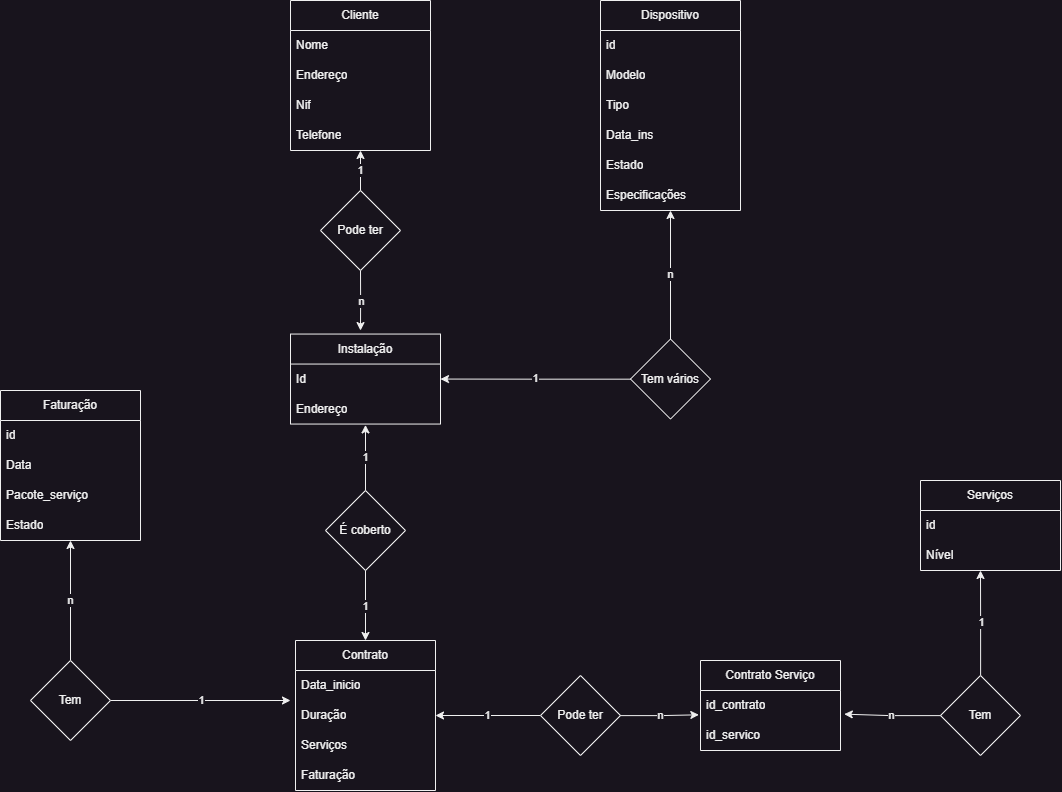 Cliente
Nome
Endereço
Nif
Telefone
Dispositivo
id
Modelo
Tipo
Data_ins
Estado
Especificações
1
Pode ter
n
n
Instalação
Id
Endereço
1
Tem vários
Faturação
id
Data
Pacote_serviço
Estado
1
É coberto
1
Serviços
id
Nível
n
Tem
1
1
Contrato
Data_inicio
Duração
Serviços
Faturação
1
Pode ter
n
Contrato Serviço
id_contrato
id_servico
n
Tem